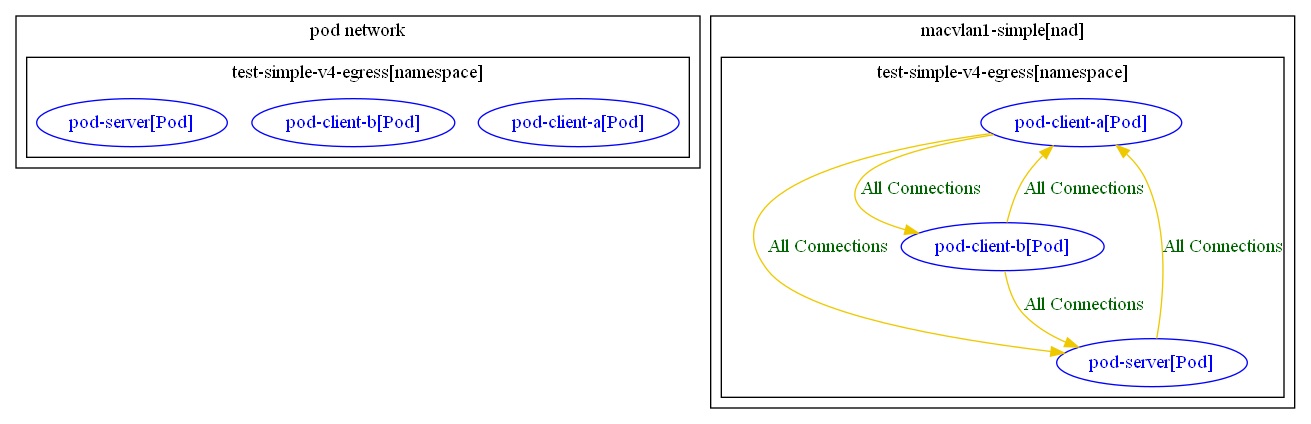 pod network
test-simple-v4-egress[namespace]
pod-server[Pod]
pod-client-b[Pod]
pod-client-a[Pod]
macvlan1-simple[nad]
test-simple-v4-egress[namespace]
pod-client-a[Pod]
All Connections
All Connections
All Connections
pod-client-b[Pod]
All Connections
All Connections
pod-server[Pod]